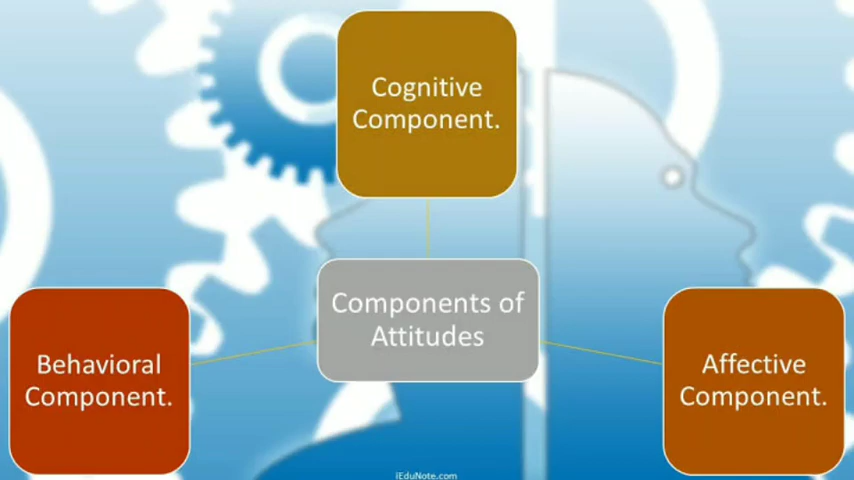 Cognitive
Component.
Components of
Attitudes
Behavioral
Component.
Affective
Component.
iEduNote.com